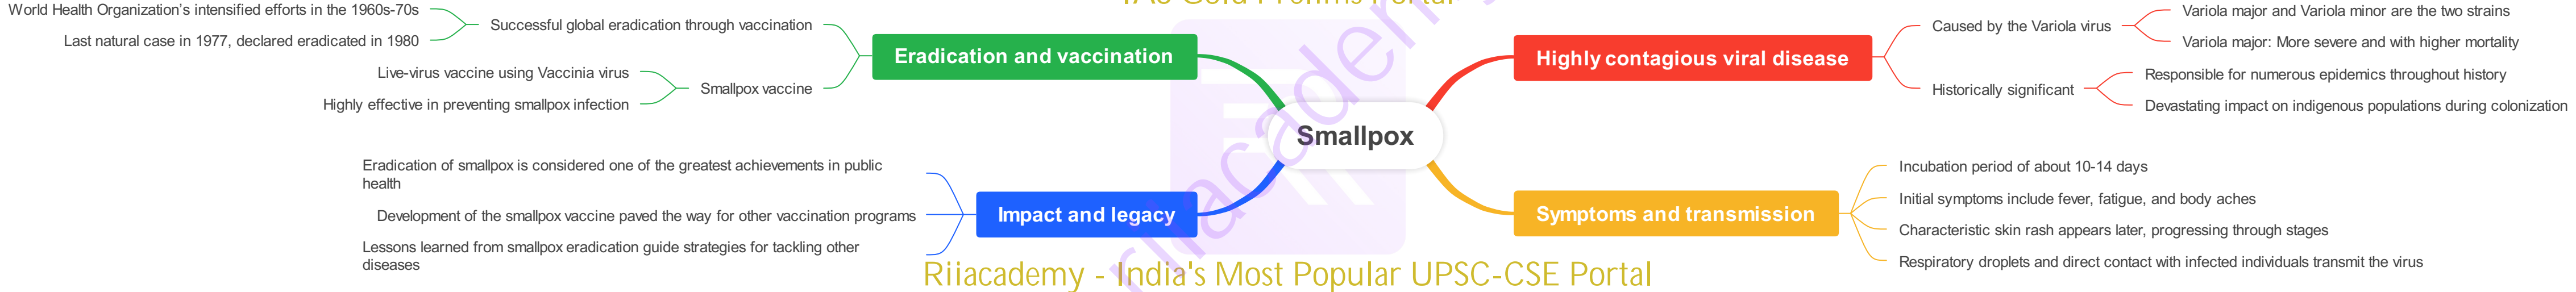 IAS Gold Prelims Portal
World Health Organization's intensified efforts in the 1960s-70s
Successful global eradication through vaccination
Last natural case in 1977, declared eradicated in 1980
Eradication and vaccination
Live-virus vaccine using Vaccinia virus
Smallpox vaccine
Highly effective in preventing smallpox infection
Eradication of smallpox is considered one of the greatest achievements in public
health
Development of the smallpox vaccine paved the way for other vaccination programs
Impact and legacy
Lessons learned from smallpox eradication guide strategies for tackling other
diseases
Smallpox
Highly contagious viral disease
Caused by the Variola virus
Variola major and Variola minor are the two strains
Variola major: More severe and with higher mortality
Historically significant
Responsible for numerous epidemics throughout history
Devastating impact on indigenous populations during colonization
Symptoms and transmission
Incubation period of about 10-14 days
Initial symptoms include fever, fatigue, and body aches
Characteristic skin rash appears later, progressing through stages
Respiratory droplets and direct contact with infected individuals transmit the virus
Riiacademy - India's Most Popular UPSC-CSE Portal